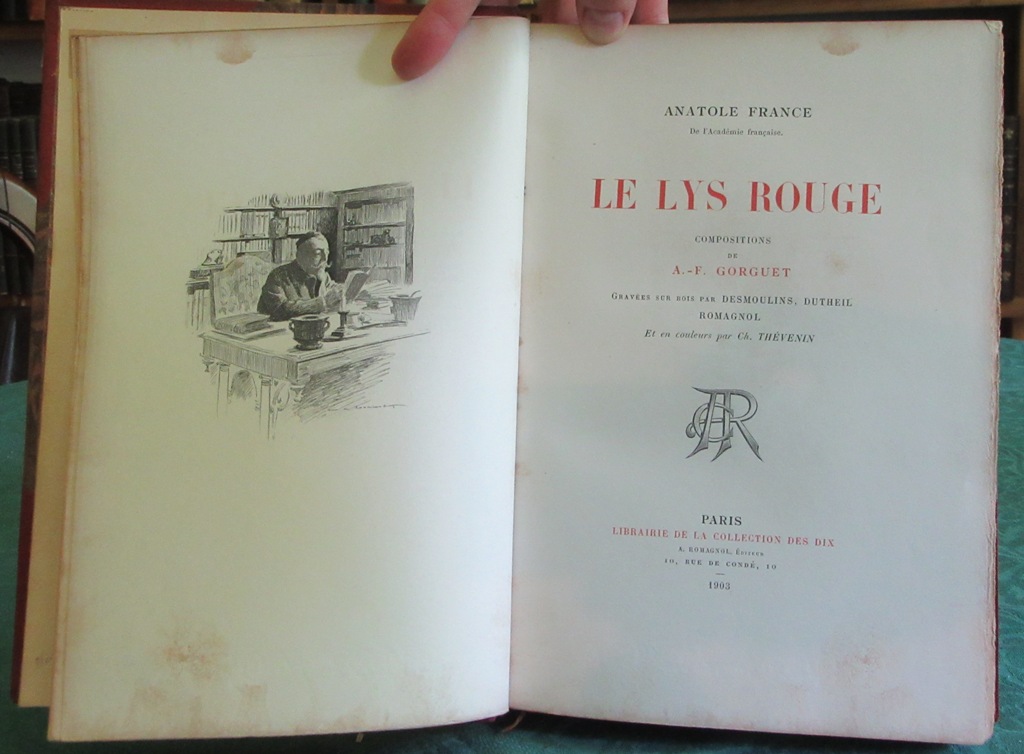 ANATOLE FRANCE
De l'Académie française.
LE LYS ROUGE
COMPOSITIONS
DE
A.-F. GORGUET
GRAVÉES SUR BOIS PAR DESMOULINS, DUTHEIL
ROMAGNOL
Et en couleurs par Ch. THÉVENIN
AR
PARIS
LIBRAIRIE DE LA COLLECTION DES DIX
A. ROMAGNOL, ÉDITEUR
10, RUE DE CONDÉ, 10
1903